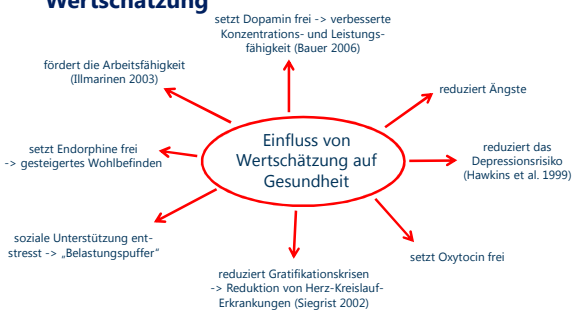 Wertschätzung
setzt Dopamin frei -> verbesserte
Konzentrations- und Leistungs-
fähigkeit (Bauer 2006)
fördert die Arbeitsfähigkeit
(Illmarinen 2003)
reduziert Ängste
Einfluss von
Wertschätzung auf
Gesundheit
setzt Endorphine frei
-> gesteigertes Wohlbefinden
reduziert das
Depressionsrisiko
(Hawkins et al. 1999)
soziale Unterstützung ent-
stresst -> „Belastungspuffer“
setzt Oxytocin frei
reduziert Gratifikationskrisen
-> Reduktion von Herz-Kreislauf-
Erkrankungen (Siegrist 2002)